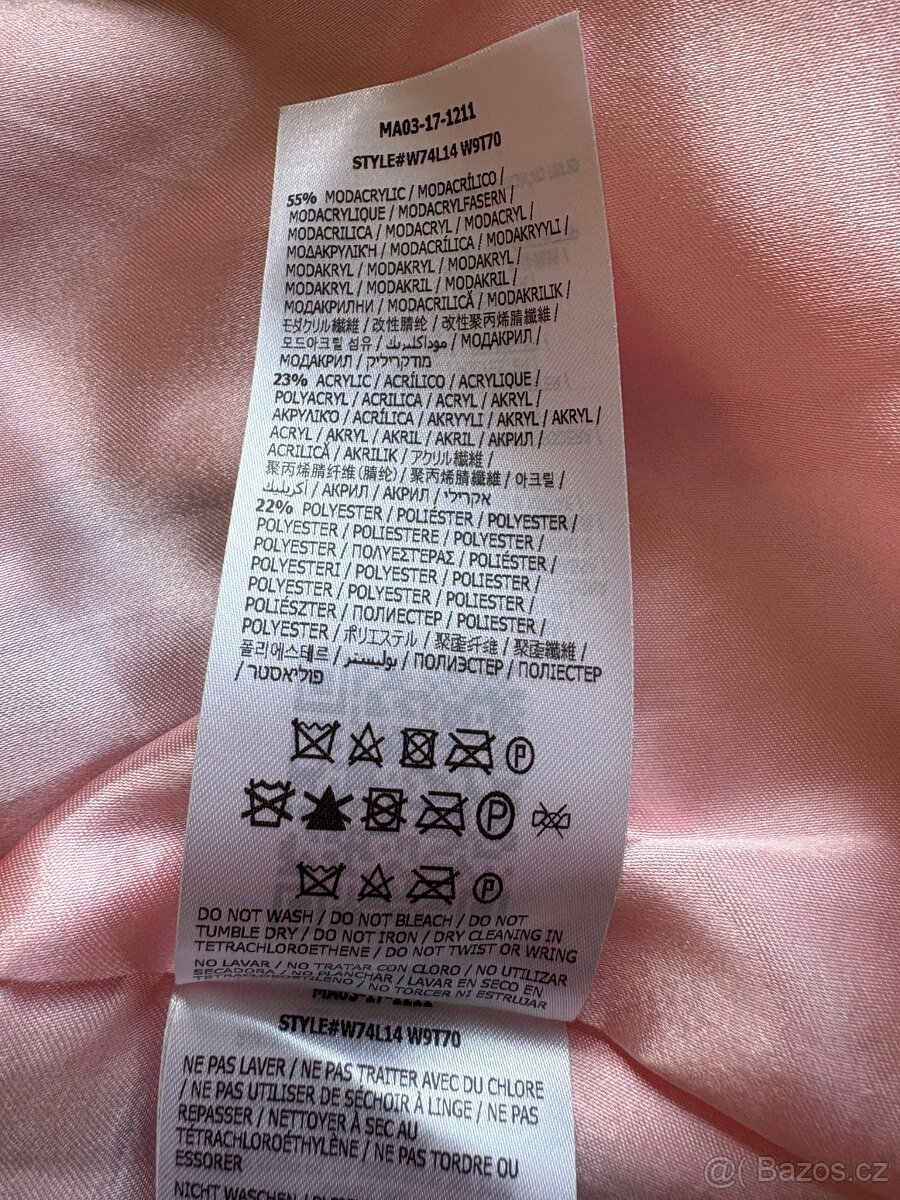 MA03-17-1211
STYLE#W74L14 W9T70
55% MODACRYLIC / MODACRÍLICO /
MODACRYLIQUE / MODACRYLFASERN /
MODACRILICA / MODACRYL / MODACRYL /
ΜΟΔΑΚΡΥΛΙΚΉ / MODACRÍLICA / MODAKRYYLI /
MODAKRYL / MODAKRYL / MODAKRYL /
MODAKRYL / MODAKRIL / MODAKRIL /
МОДАКРИЛНИ / MODACRILICĂ / MODAKRILIK /
モダクリル繊維 / 改性腈纶 / 改性聚丙烯腈纖維 /
모드아크릴 섬유 / موداكليريك / МОДАКРИЛ /
МОДАКРИЛ / מודקריליק
23% ACRYLIC / ACRÍLICO / ACRYLIQUE /
POLYACRYL / ACRILICA / ACRYL / AKRYL /
ΑΚΡΥΛΙΚΌ / ACRÍLICA / AKRYYLI / AKRYL / AKRYL /
ACRYL / AKRYL / AKRIL / AKRIL / АКРИЛ /
ACRILICĂ / AKRILIK / アクリル繊維 /
聚丙烯腈纤维(腈纶) / 聚丙烯腈纖維 / 아크릴 /
أكريليك / АКРИЛ / АКРИЛ / אקרילי
22% POLYESTER / POLIÉSTER / POLYESTER /
POLYESTER / POLIESTERE / POLYESTER /
POLYESTER / ΠΟΛΥΕΣΤΕΡΑΣ / POLIÉSTER /
POLYESTERI / POLYESTER / POLIESTER /
POLYESTER / POLYESTER / POLIESTER /
POLIÉSZTER / ПОЛИЕСТЕР / POLIESTER /
POLYESTER / ポリエステル / 聚酯纤维 / 聚酯纖維 /
폴리에스테르 / بوليستر / ПОЛИЭСТЕР / ПОЛІЕСТЕР
/ פוליאסטר
P
P
P
DO NOT WASH / DO NOT BLEACH / DO NOT
TUMBLE DRY / DO NOT IRON / DRY CLEANING IN
TETRACHLOROETHENE / DO NOT TWIST OR WRING
NO LAVAR / NO TRATAR CON CLORO / NO UTILIZAR
SECADORA / NO PLANCHAR / LAVAR EN SECO EN
/ NO TORCER NI ESTRUJAR
MA03-17-1211
STYLE#W74L14 W9T70
NE PAS LAVER / NE PAS TRAITER AVEC DU CHLORE
/ NE PAS UTILISER DE SÉCHOIR À LINGE / NE PAS
REPASSER / NETTOYER À SEC AU
TÉTRACHLOROÉTHYLÈNE / NE PAS TORDRE OU
ESSORER
NICHT WASCHEN /
@( Bazos.cz